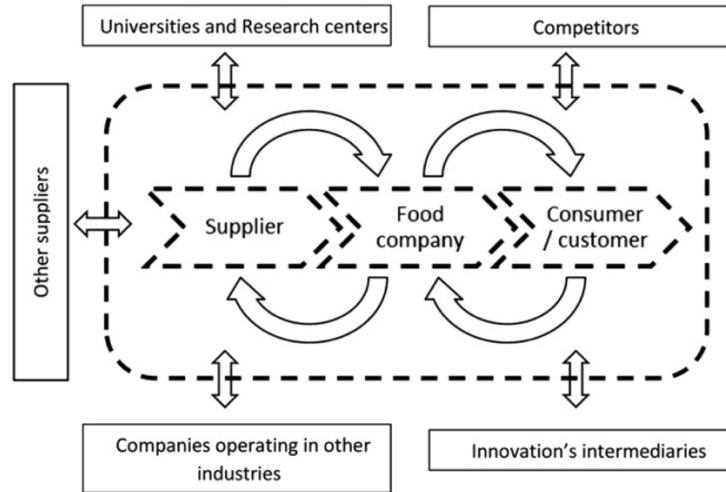 Universities and Research centers
Competitors
Other suppliers
Supplier
Food
company
Consumer
/ customer
Companies operating in other
industries
Innovation's intermediaries